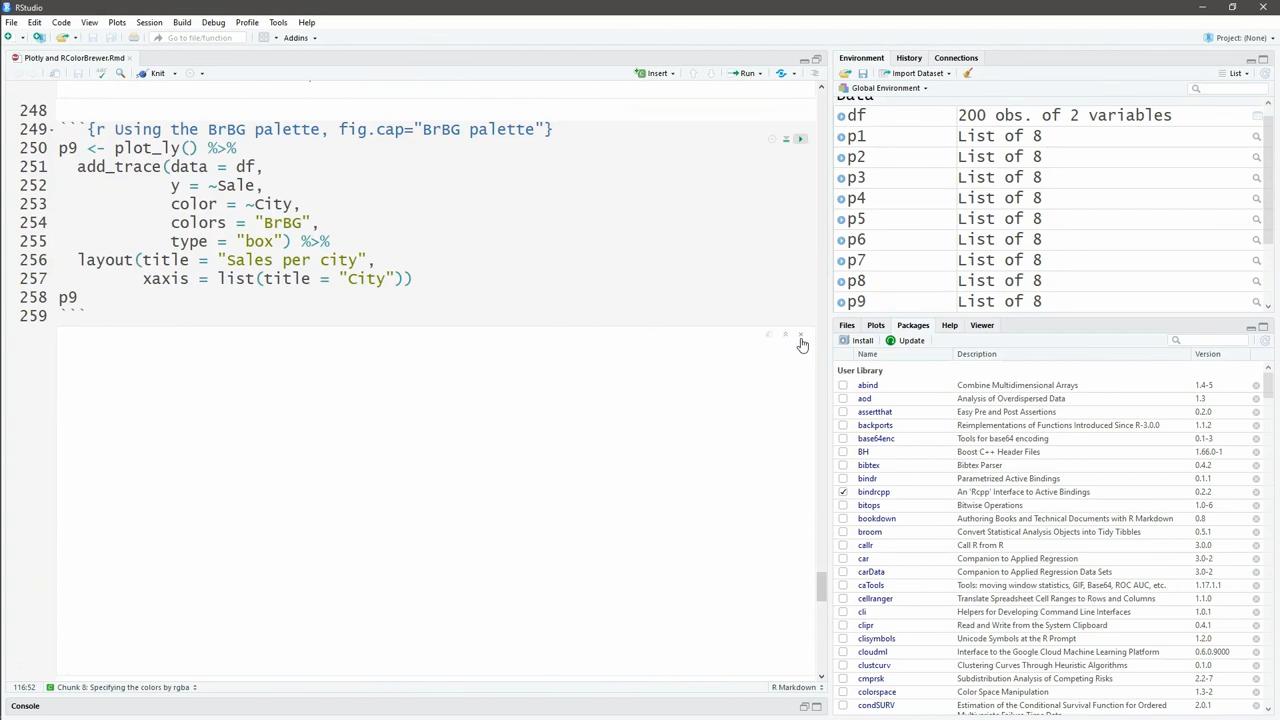 RStudio
File Edit Code View Plots Session Build Debug Profile Tools Help
Go to file/function Addins Project: (None)
Plotly and RColorBrewer.Rmd
Knit Insert Run
248
249 ```{r Using the BrBG palette, fig.cap="BrBG palette"}
250 p9 <- plot_ly() %>%
251 add_trace(data = df,
252 y = ~Sale,
253 color = ~City,
254 colors = "BrBG",
255 type = "box") %>%
256 layout(title = "Sales per city",
257 xaxis = list(title = "City"))
258 p9
259 ```
116:52 Chunk 8: Specifying the colors by rgba R Markdown
Console
Environment History Connections
Import Dataset List
Global Environment
Data
df 200 obs. of 2 variables
p1 List of 8
p2 List of 8
p3 List of 8
p4 List of 8
p5 List of 8
p6 List of 8
p7 List of 8
p8 List of 8
p9 List of 8
Files Plots Packages Help Viewer
Install Update
Name Description Version
User Library
abind Combine Multidimensional Arrays 1.4-5
aod Analysis of Overdispersed Data 1.3
assertthat Easy Pre and Post Assertions 0.2.0
backports Reimplementations of Functions Introduced Since R-3.0.0 1.1.2
base64enc Tools for base64 encoding 0.1-3
BH Boost C++ Header Files 1.66.0-1
bibtex Bibtex Parser 0.4.2
bindr Parametrized Active Bindings 0.1.1
bindrcpp An 'Rcpp' Interface to Active Bindings 0.2.2
bitops Bitwise Operations 1.0-6
bookdown Authoring Books and Technical Documents with R Markdown 0.8
broom Convert Statistical Analysis Objects into Tidy Tibbles 0.5.1
callr Call R from R 3.0.0
car Companion to Applied Regression 3.0-2
carData Companion to Applied Regression Data Sets 3.0-2
caTools Tools: moving window statistics, GIF, Base64, ROC AUC, etc. 1.17.1.1
cellranger Translate Spreadsheet Cell Ranges to Rows and Columns 1.1.0
cli Helpers for Developing Command Line Interfaces 1.0.1
clipr Read and Write from the System Clipboard 0.4.1
clisymbols Unicode Symbols at the R Prompt 1.2.0
cloudml Interface to the Google Cloud Machine Learning Platform 0.6.0.9000
clustcurv Clustering Curves Through Heuristic Algorithms 0.1.0
cmprsk Subdistribution Analysis of Competing Risks 2.2-7
colorspace Color Space Manipulation 1.3-2
condSURV Estimation of the Conditional Survival Function for Ordered 2.0.1
Multivariate Failure Time Data